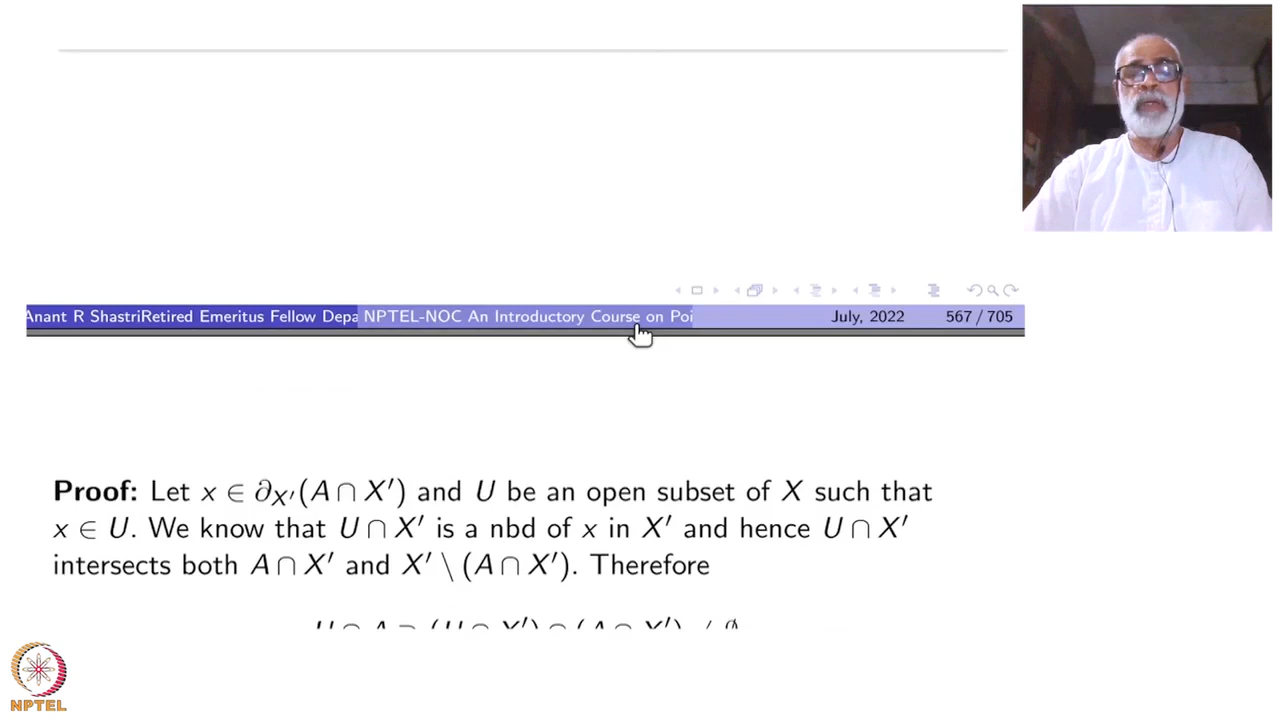 Anant R ShastriRetired Emeritus Fellow Depa NPTEL-NOC An Introductory Course on Poi July, 2022 567 / 705
Proof: Let x ∈ ∂X′(A ∩ X′) and U be an open subset of X such that
x ∈ U. We know that U ∩ X′ is a nbd of x in X′ and hence U ∩ X′
intersects both A ∩ X′ and X′ \ (A ∩ X′). Therefore
NPTEL